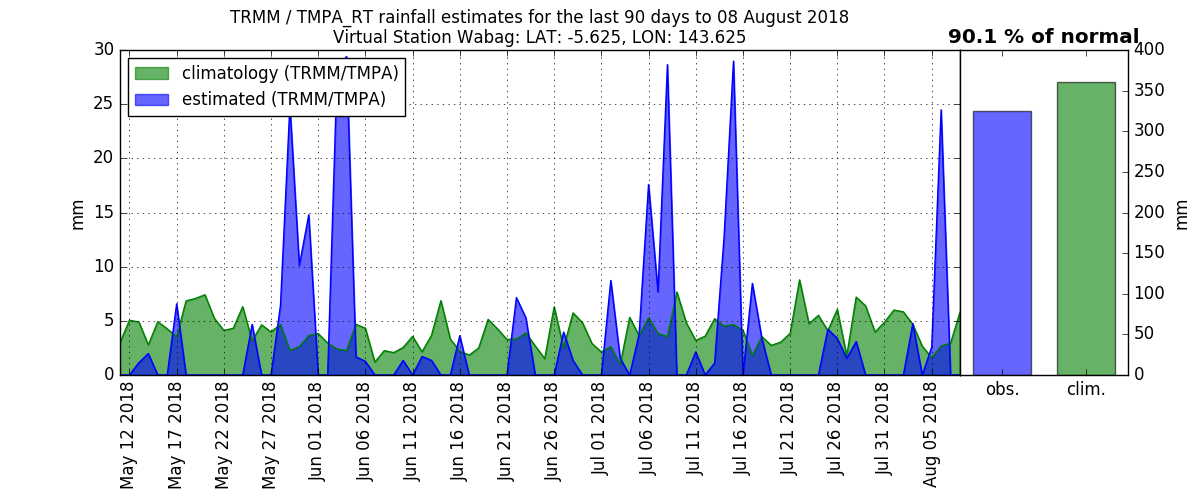 TRMM / TMPA_RT rainfall estimates for the last 90 days to 08 August 2018
Virtual Station Wabag: LAT: -5.625, LON: 143.625
90.1 % of normal
climatology (TRMM/TMPA)
estimated (TRMM/TMPA)
30
25
20
15
10
5
0
mm
May 12 2018
May 17 2018
May 22 2018
May 27 2018
Jun 01 2018
Jun 06 2018
Jun 11 2018
Jun 16 2018
Jun 21 2018
Jun 26 2018
Jul 01 2018
Jul 06 2018
Jul 11 2018
Jul 16 2018
Jul 21 2018
Jul 26 2018
Jul 31 2018
Aug 05 2018
obs.
clim.
400
350
300
250
200
150
100
50
0
mm